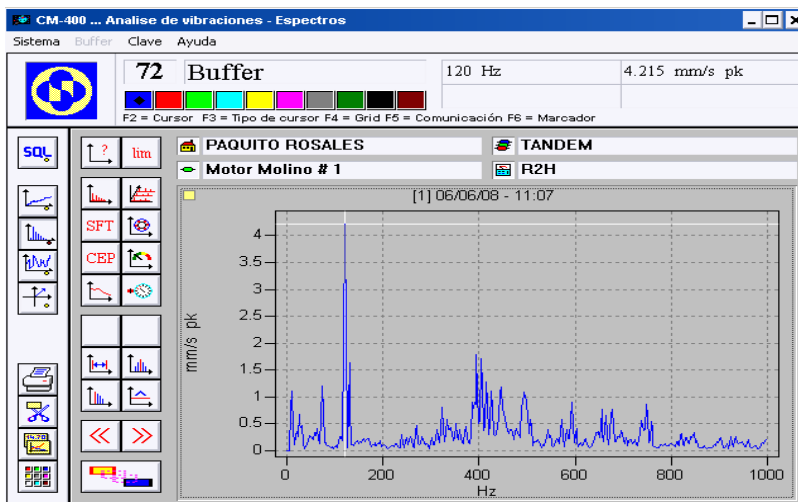 CM-400 ... Analise de vibraciones - Espectros
Sistema Buffer Clave Ayuda
72 Buffer 120 Hz 4.215 mm/s pk
F2 = Cursor F3 = Tipo de cursor F4 = Grid F5 = Comunicación F6 = Marcador
SQL ? lim PAQUITO ROSALES TANDEM
Motor Molino # 1 R2H
[1] 06/06/08 - 11:07
SFT
CEP
mm/s pk
4
3.5
3
2.5
2
1.5
1
0.5
0
0 200 400 600 800 1000
Hz
<< >>
14.70